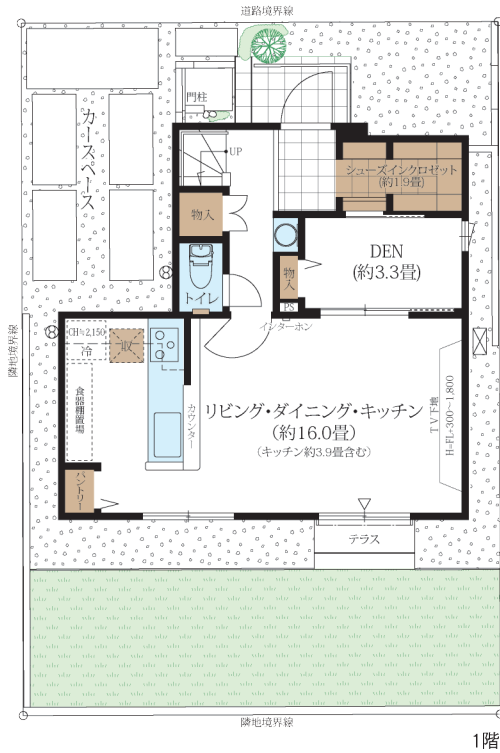 道路境界線
門柱
カースペース
UP
シューズインクロゼット
(約1.9畳)
物入
DEN
(約3.3畳)
物入
トイレ
PS
インターホン
隣地境界線
CH≒2,150
冷
収
食器棚置場
カウンター
リビング・ダイニング・キッチン
(約16.0畳)
(キッチン約3.9畳含む)
TV下地
H=FL+300~1,800
パントリー
テラス
隣地境界線
1階